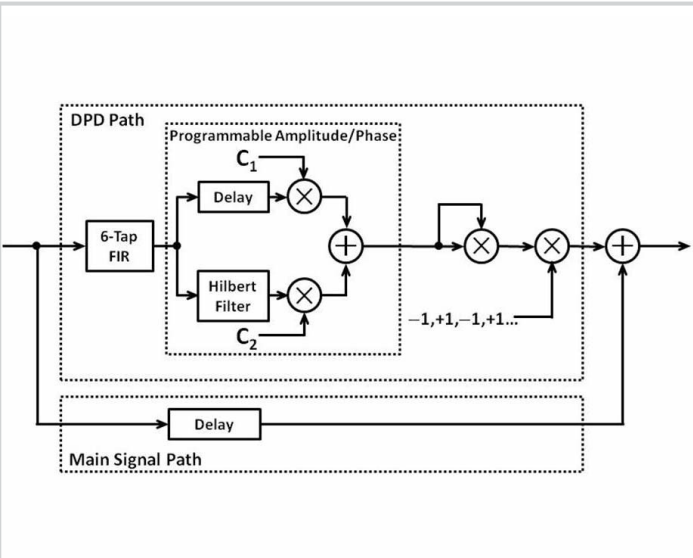 DPD Path
Programmable Amplitude/Phase
C₁
Delay
6-Tap
FIR
Hilbert
Filter
C₂
−1,+1,−1,+1...
Delay
Main Signal Path